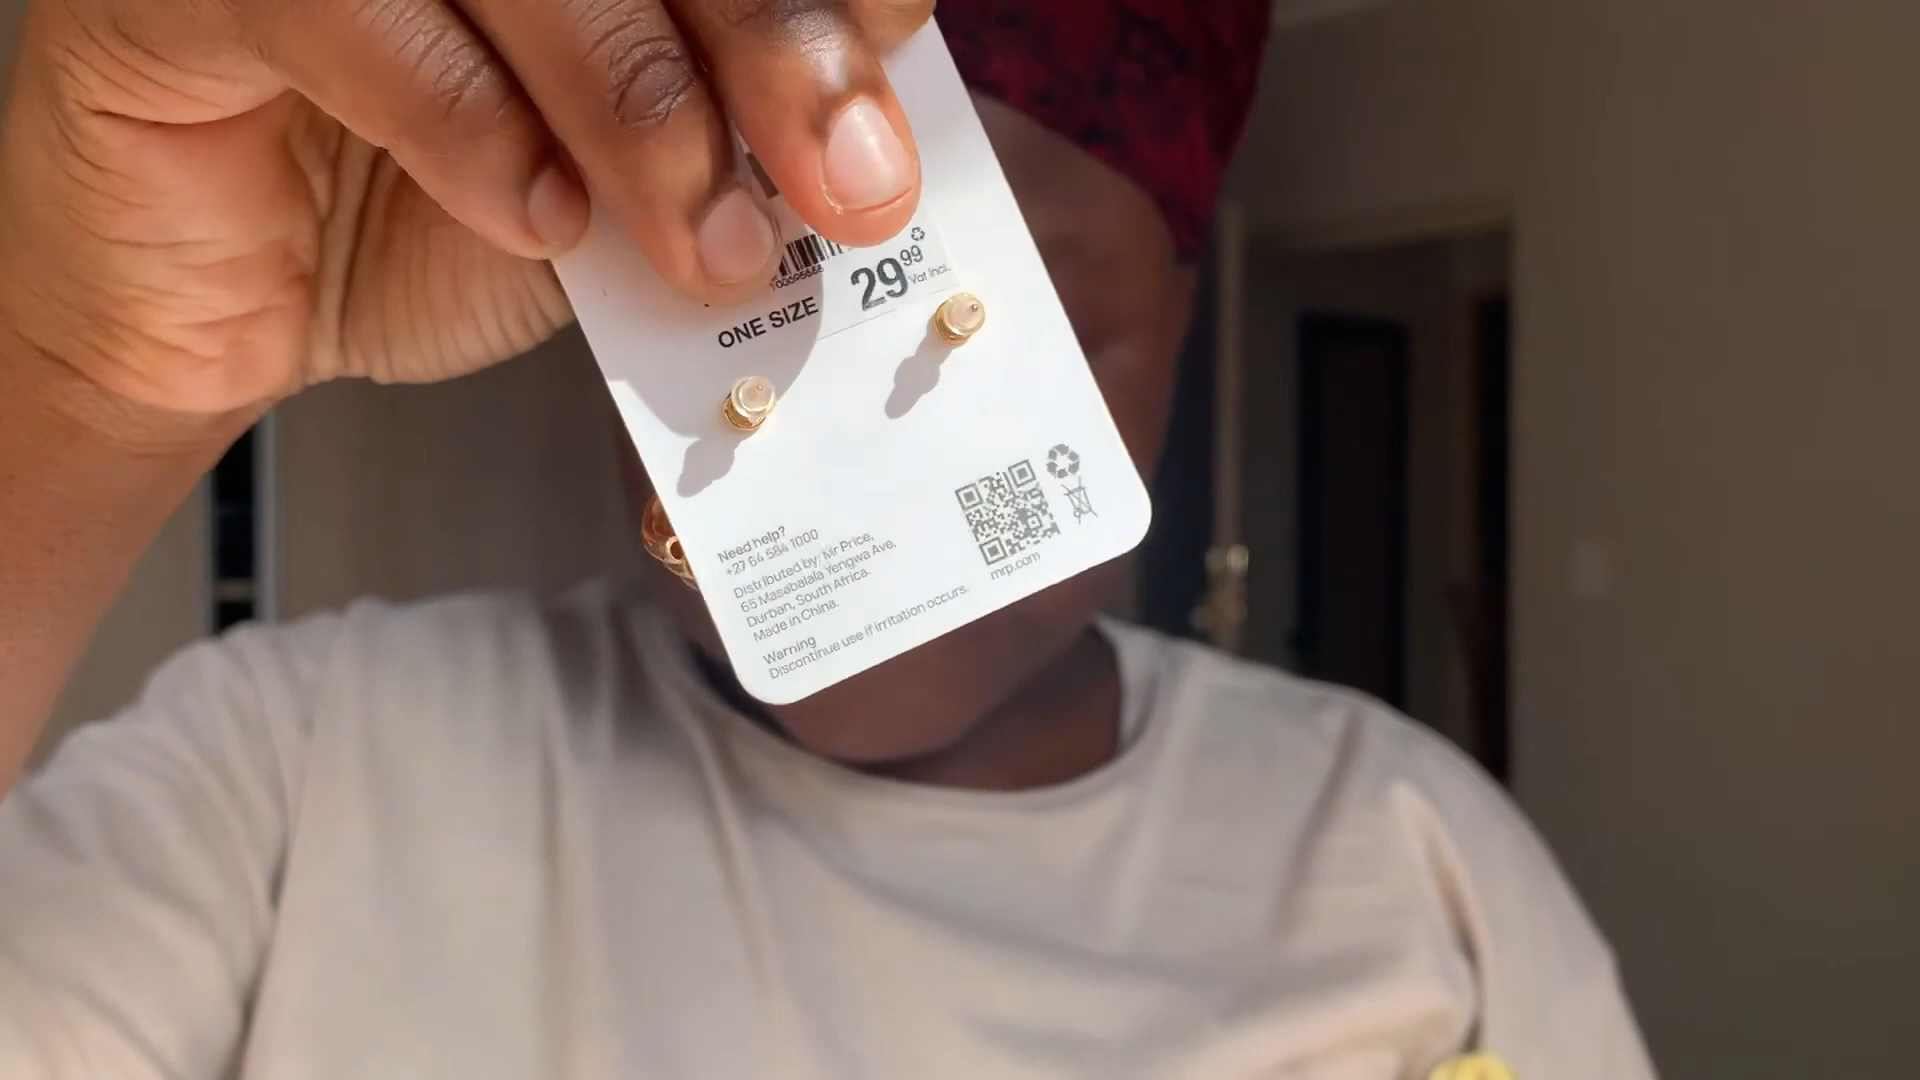 29 99
Vat Incl.
ONE SIZE
Need help?
+27 64 584 1000
Distributed by: Mr Price,
65 Masabalala Yengwa Ave,
Durban, South Africa.
Made in China.
Warning
Discontinue use if irritation occurs.
mrp.com